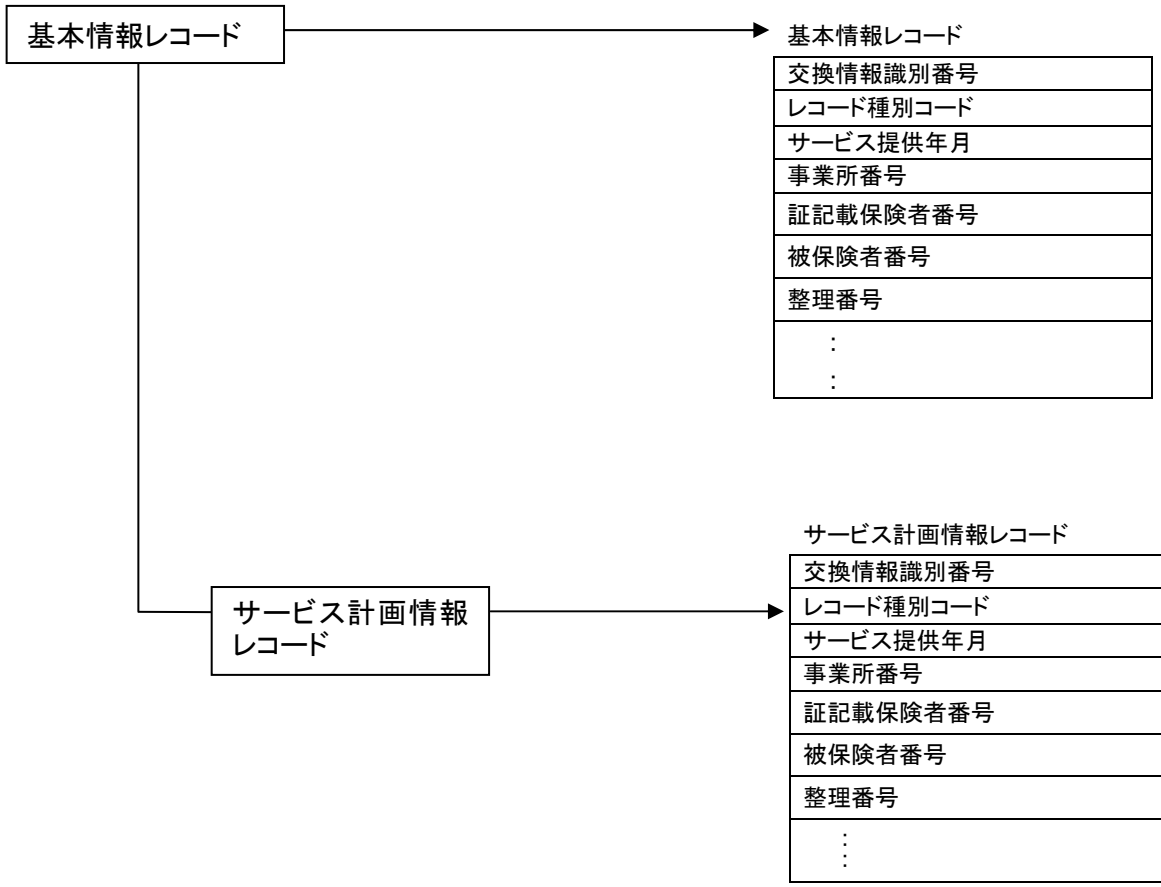 基本情報レコード
基本情報レコード
交換情報識別番号
レコード種別コード
サービス提供年月
事業所番号
証記載保険者番号
被保険者番号
整理番号
:
:
サービス計画情報
レコード
サービス計画情報レコード
交換情報識別番号
レコード種別コード
サービス提供年月
事業所番号
証記載保険者番号
被保険者番号
整理番号
:
: